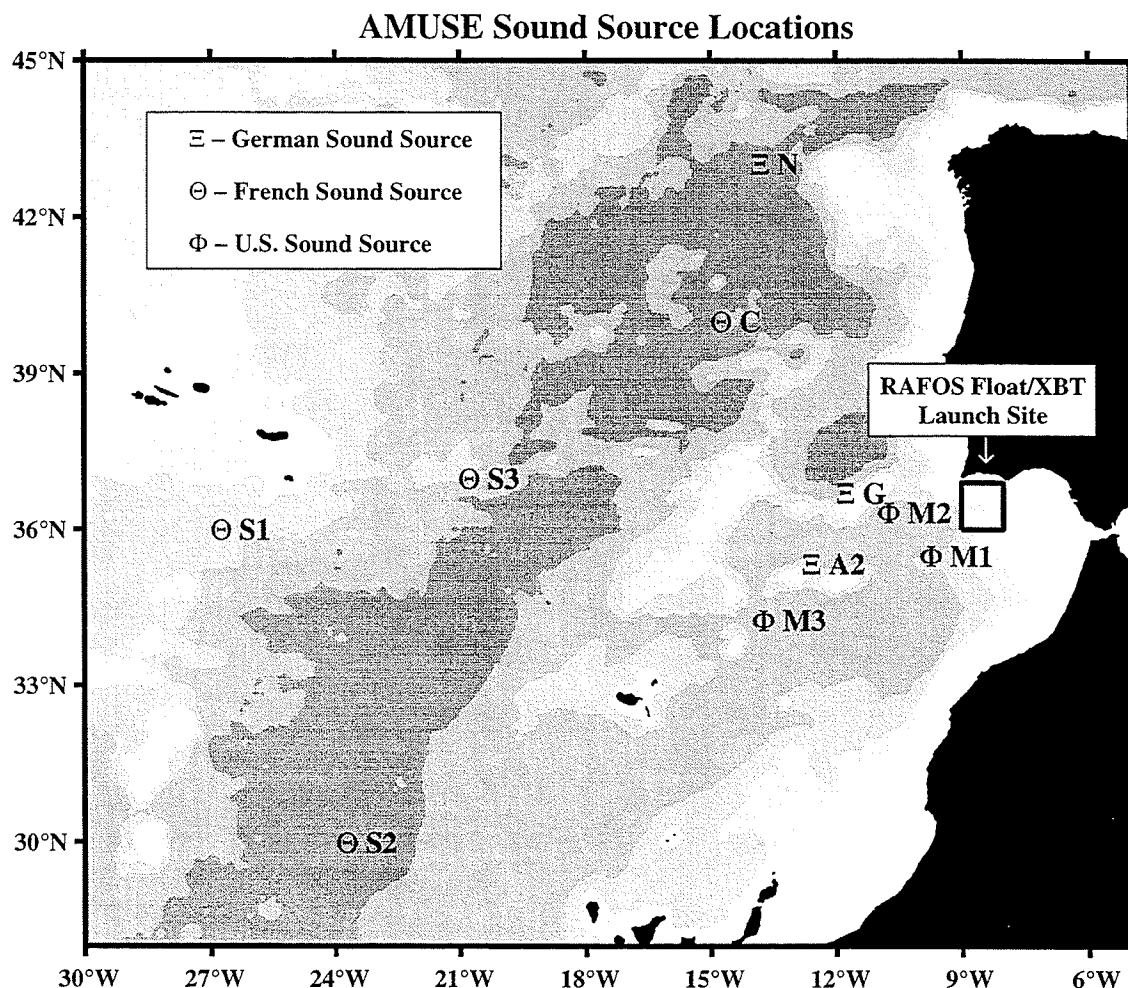 AMUSE Sound Source Locations
45°N
42°N
39°N
36°N
33°N
30°N
Ξ – German Sound Source
Θ – French Sound Source
Φ – U.S. Sound Source
Ξ N
Θ C
RAFOS Float/XBT
Launch Site
Θ S3
Ξ G
Φ M2
Θ S1
Φ M1
Ξ A2
Φ M3
Θ S2
30°W
27°W
24°W
21°W
18°W
15°W
12°W
9°W
6°W